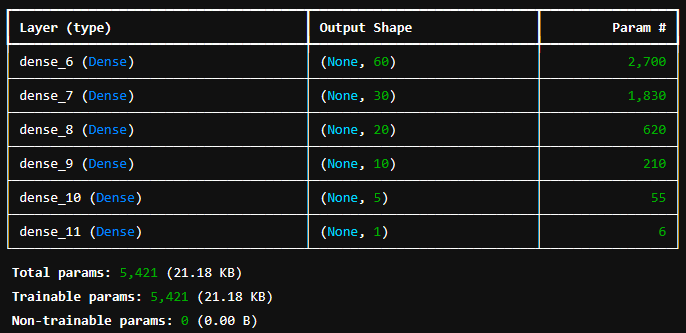 Layer (type) Output Shape Param #
dense_6 (Dense) (None, 60) 2,700
dense_7 (Dense) (None, 30) 1,830
dense_8 (Dense) (None, 20) 620
dense_9 (Dense) (None, 10) 210
dense_10 (Dense) (None, 5) 55
dense_11 (Dense) (None, 1) 6
Total params: 5,421 (21.18 KB)
Trainable params: 5,421 (21.18 KB)
Non-trainable params: 0 (0.00 B)